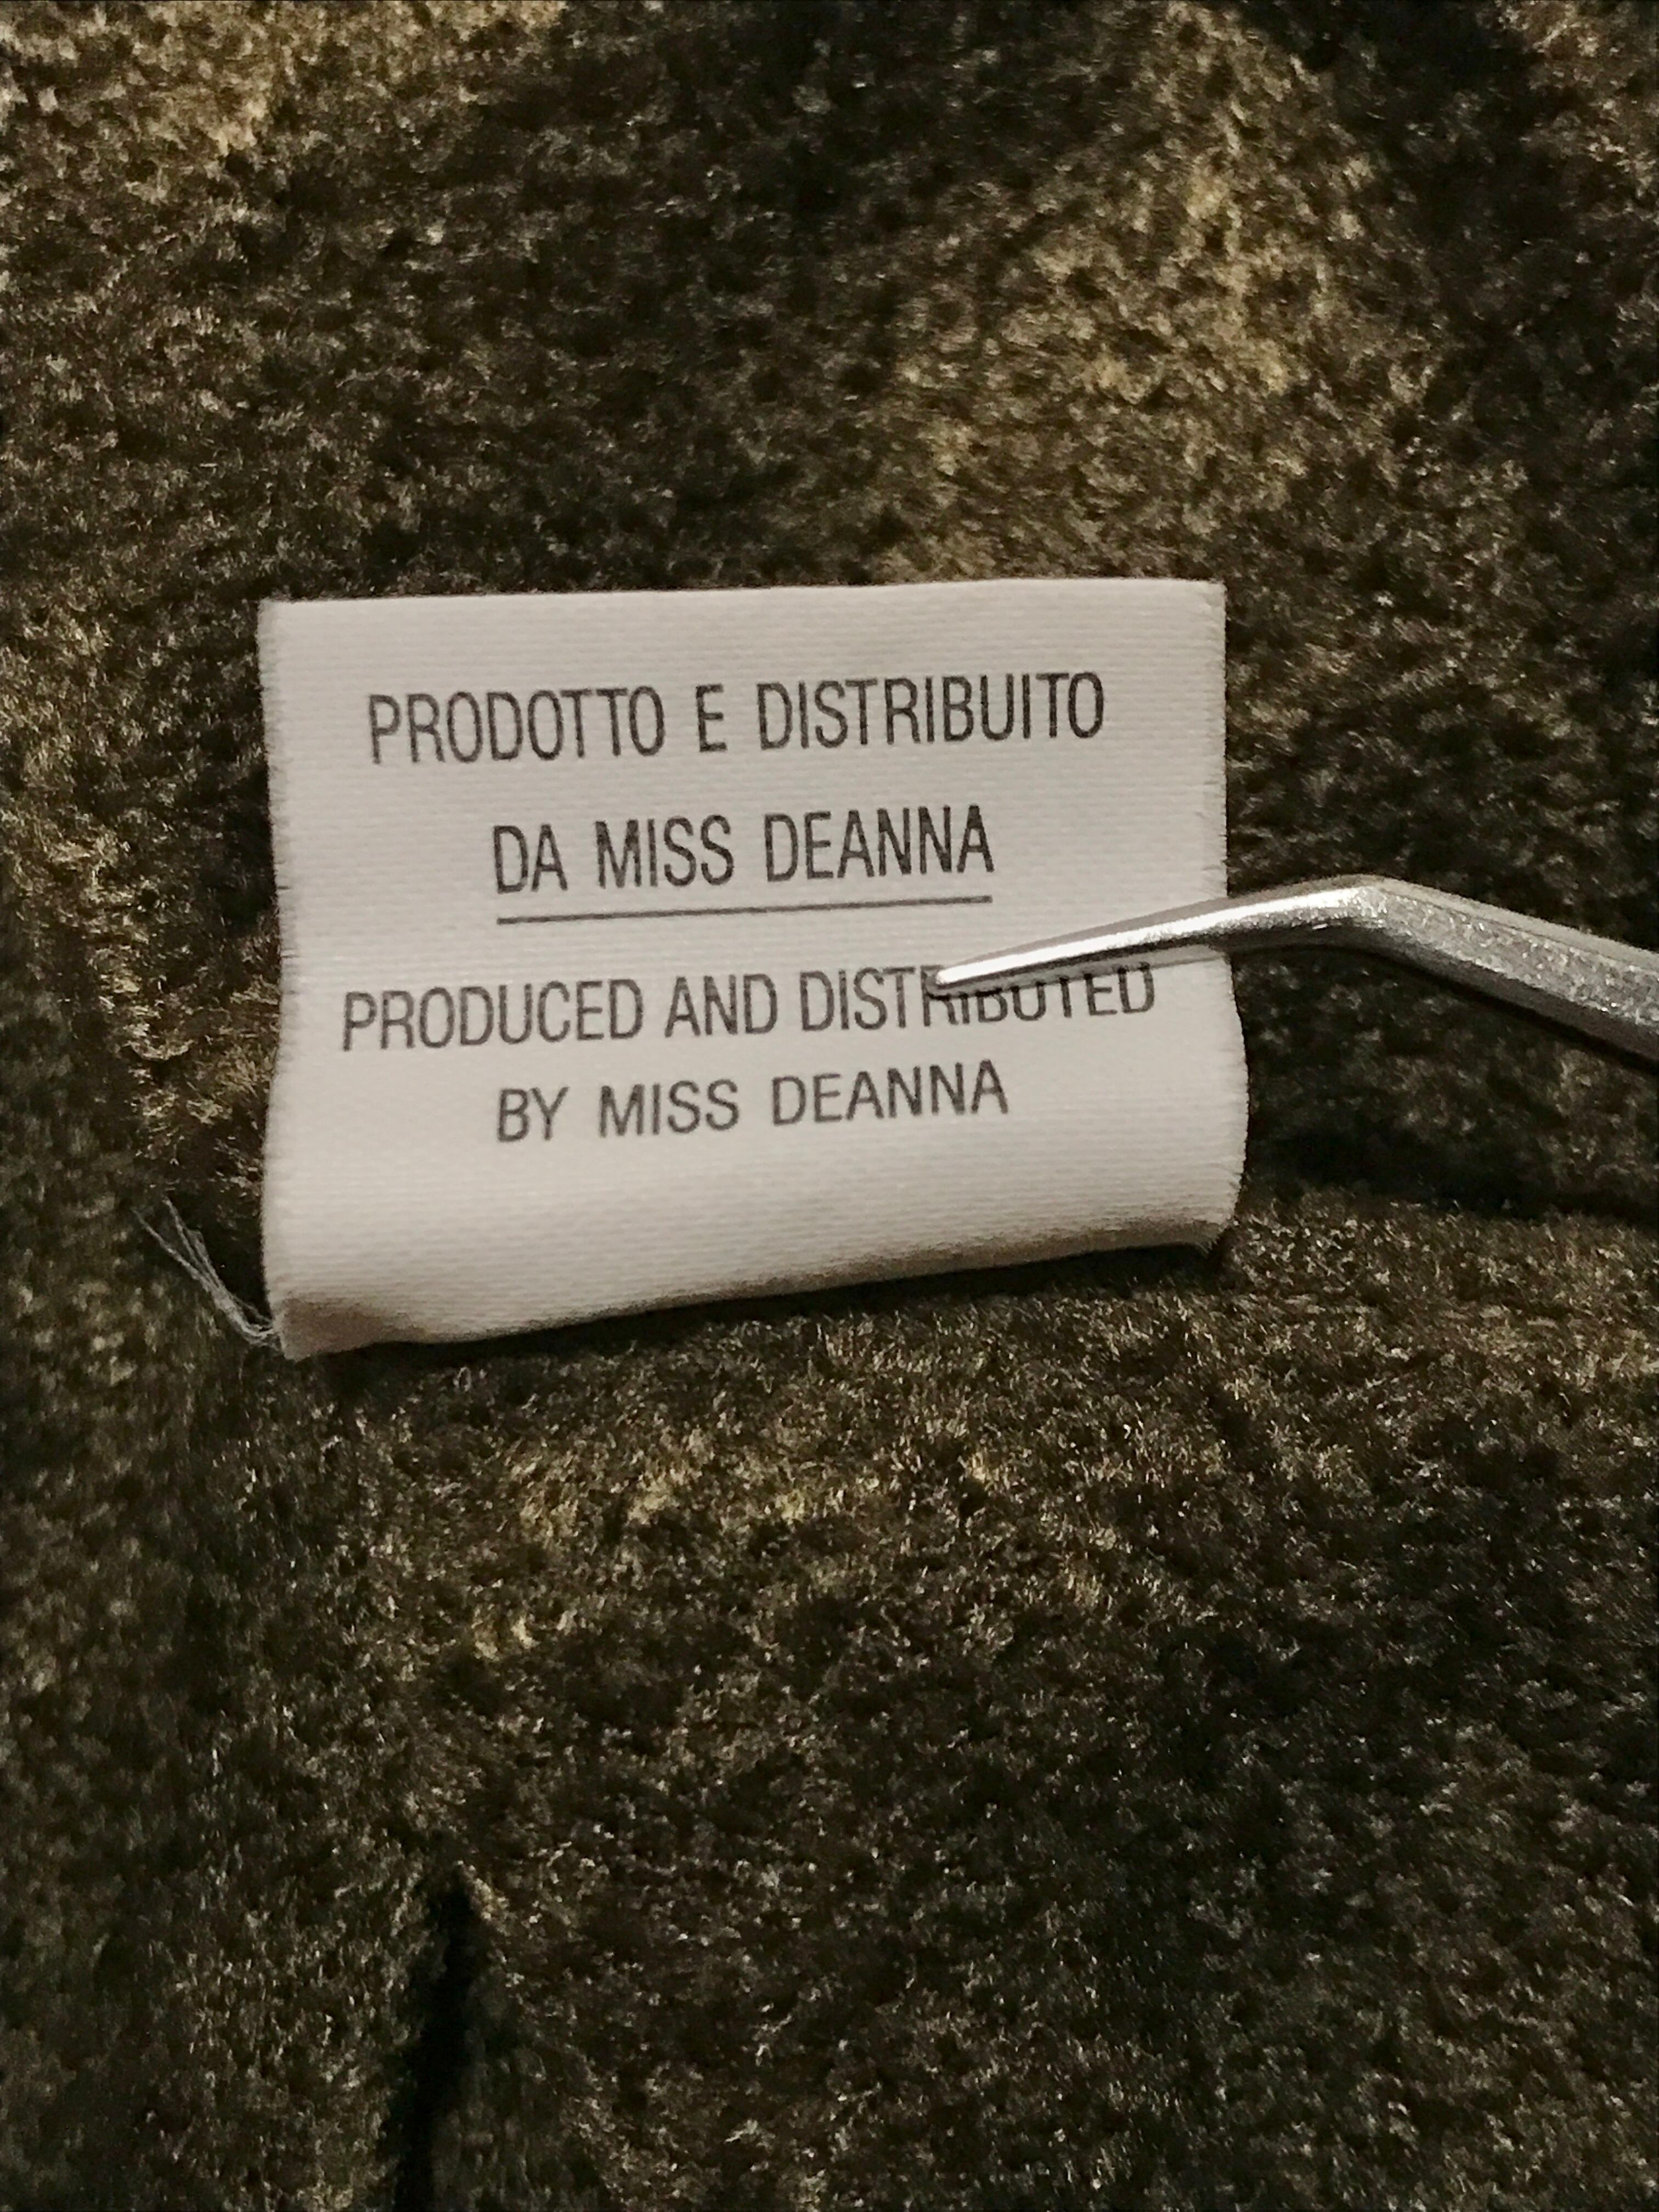 PRODOTTO E DISTRIBUITO
DA MISS DEANNA
PRODUCED AND DISTRIBUTED
BY MISS DEANNA